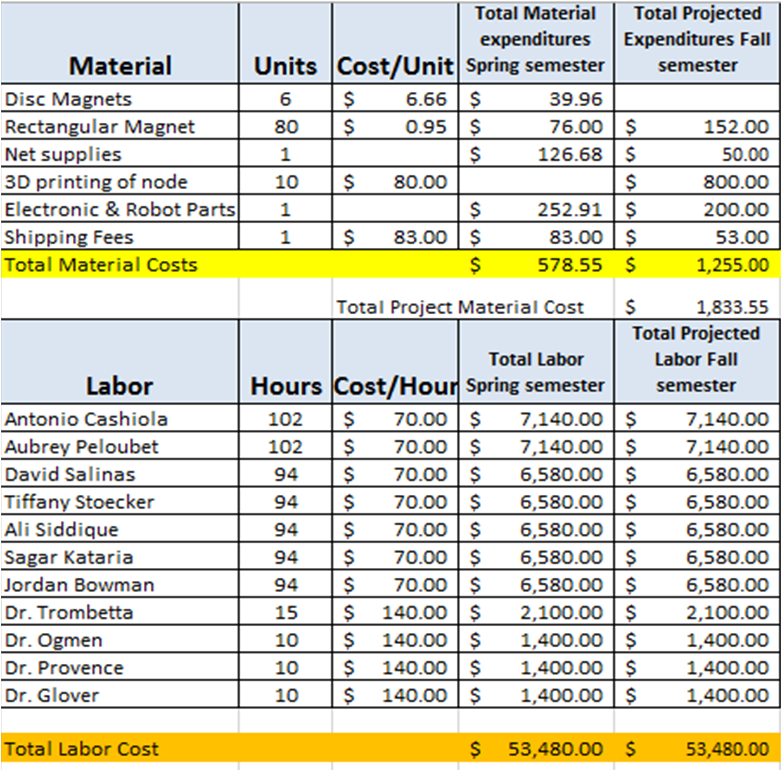 Material Units Cost/Unit Total Material expenditures Spring semester Total Projected Expenditures Fall semester
Disc Magnets 6 $ 6.66 $ 39.96
Rectangular Magnet 80 $ 0.95 $ 76.00 $ 152.00
Net supplies 1 $ 126.68 $ 50.00
3D printing of node 10 $ 80.00 $ 800.00
Electronic & Robot Parts 1 $ 252.91 $ 200.00
Shipping Fees 1 $ 83.00 $ 83.00 $ 53.00
Total Material Costs $ 578.55 $ 1,255.00
Total Project Material Cost $ 1,833.55
Labor Hours Cost/Hour Total Labor Spring semester Total Projected Labor Fall semester
Antonio Cashiola 102 $ 70.00 $ 7,140.00 $ 7,140.00
Aubrey Peloubet 102 $ 70.00 $ 7,140.00 $ 7,140.00
David Salinas 94 $ 70.00 $ 6,580.00 $ 6,580.00
Tiffany Stoecker 94 $ 70.00 $ 6,580.00 $ 6,580.00
Ali Siddique 94 $ 70.00 $ 6,580.00 $ 6,580.00
Sagar Kataria 94 $ 70.00 $ 6,580.00 $ 6,580.00
Jordan Bowman 94 $ 70.00 $ 6,580.00 $ 6,580.00
Dr. Trombetta 15 $ 140.00 $ 2,100.00 $ 2,100.00
Dr. Ogmen 10 $ 140.00 $ 1,400.00 $ 1,400.00
Dr. Provence 10 $ 140.00 $ 1,400.00 $ 1,400.00
Dr. Glover 10 $ 140.00 $ 1,400.00 $ 1,400.00
Total Labor Cost $ 53,480.00 $ 53,480.00